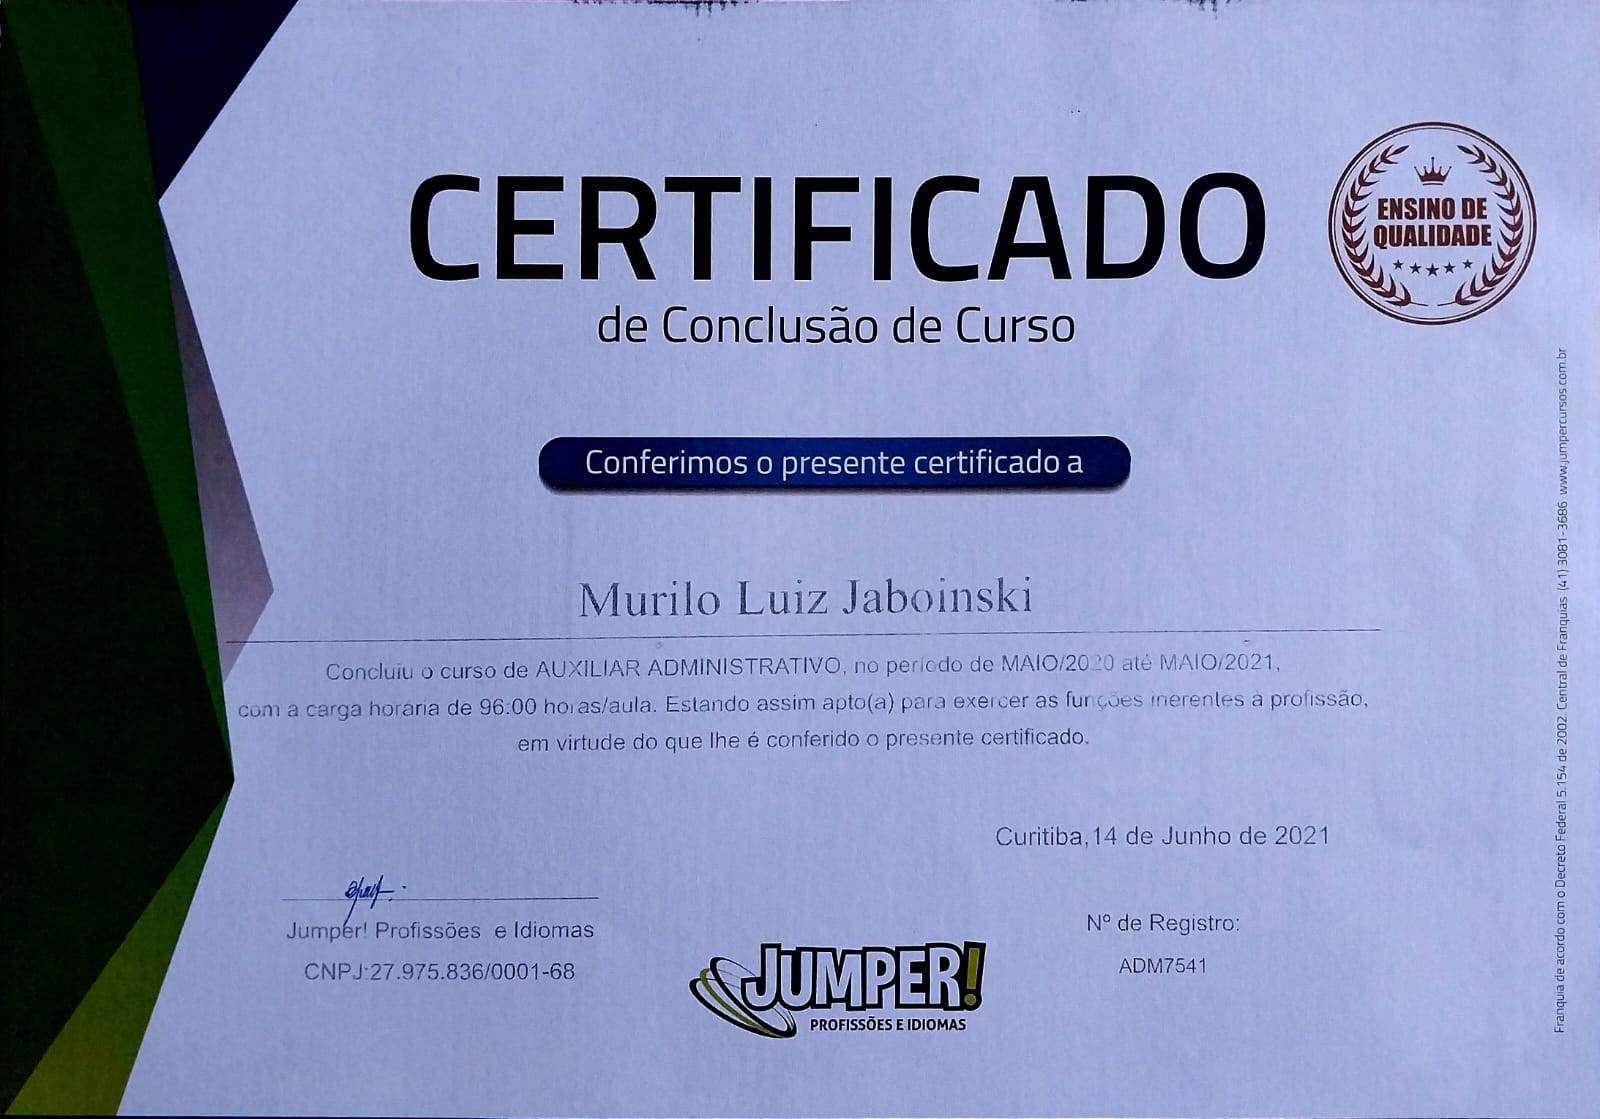 CERTIFICADO
de Conclusão de Curso
ENSINO DE
QUALIDADE
Conferimos o presente certificado a
Murilo Luiz Jaboinski
Concluiu o curso de AUXILIAR ADMINISTRATIVO, no período de MAIO/2020 até MAIO/2021,
com a carga horária de 96:00 horas/aula. Estando assim apto(a) para exercer as funções inerentes à profissão,
em virtude do que lhe é conferido o presente certificado.
Curitiba,14 de Junho de 2021
Jumper! Profissões e Idiomas
CNPJ:27.975.836/0001-68
JUMPER!
PROFISSÕES E IDIOMAS
Nº de Registro:
ADM7541
Franquia de acordo com o Decreto Federal 5.154 de 2002. Central de Franquias (41) 3081-3686 www.jumpercursos.com.br